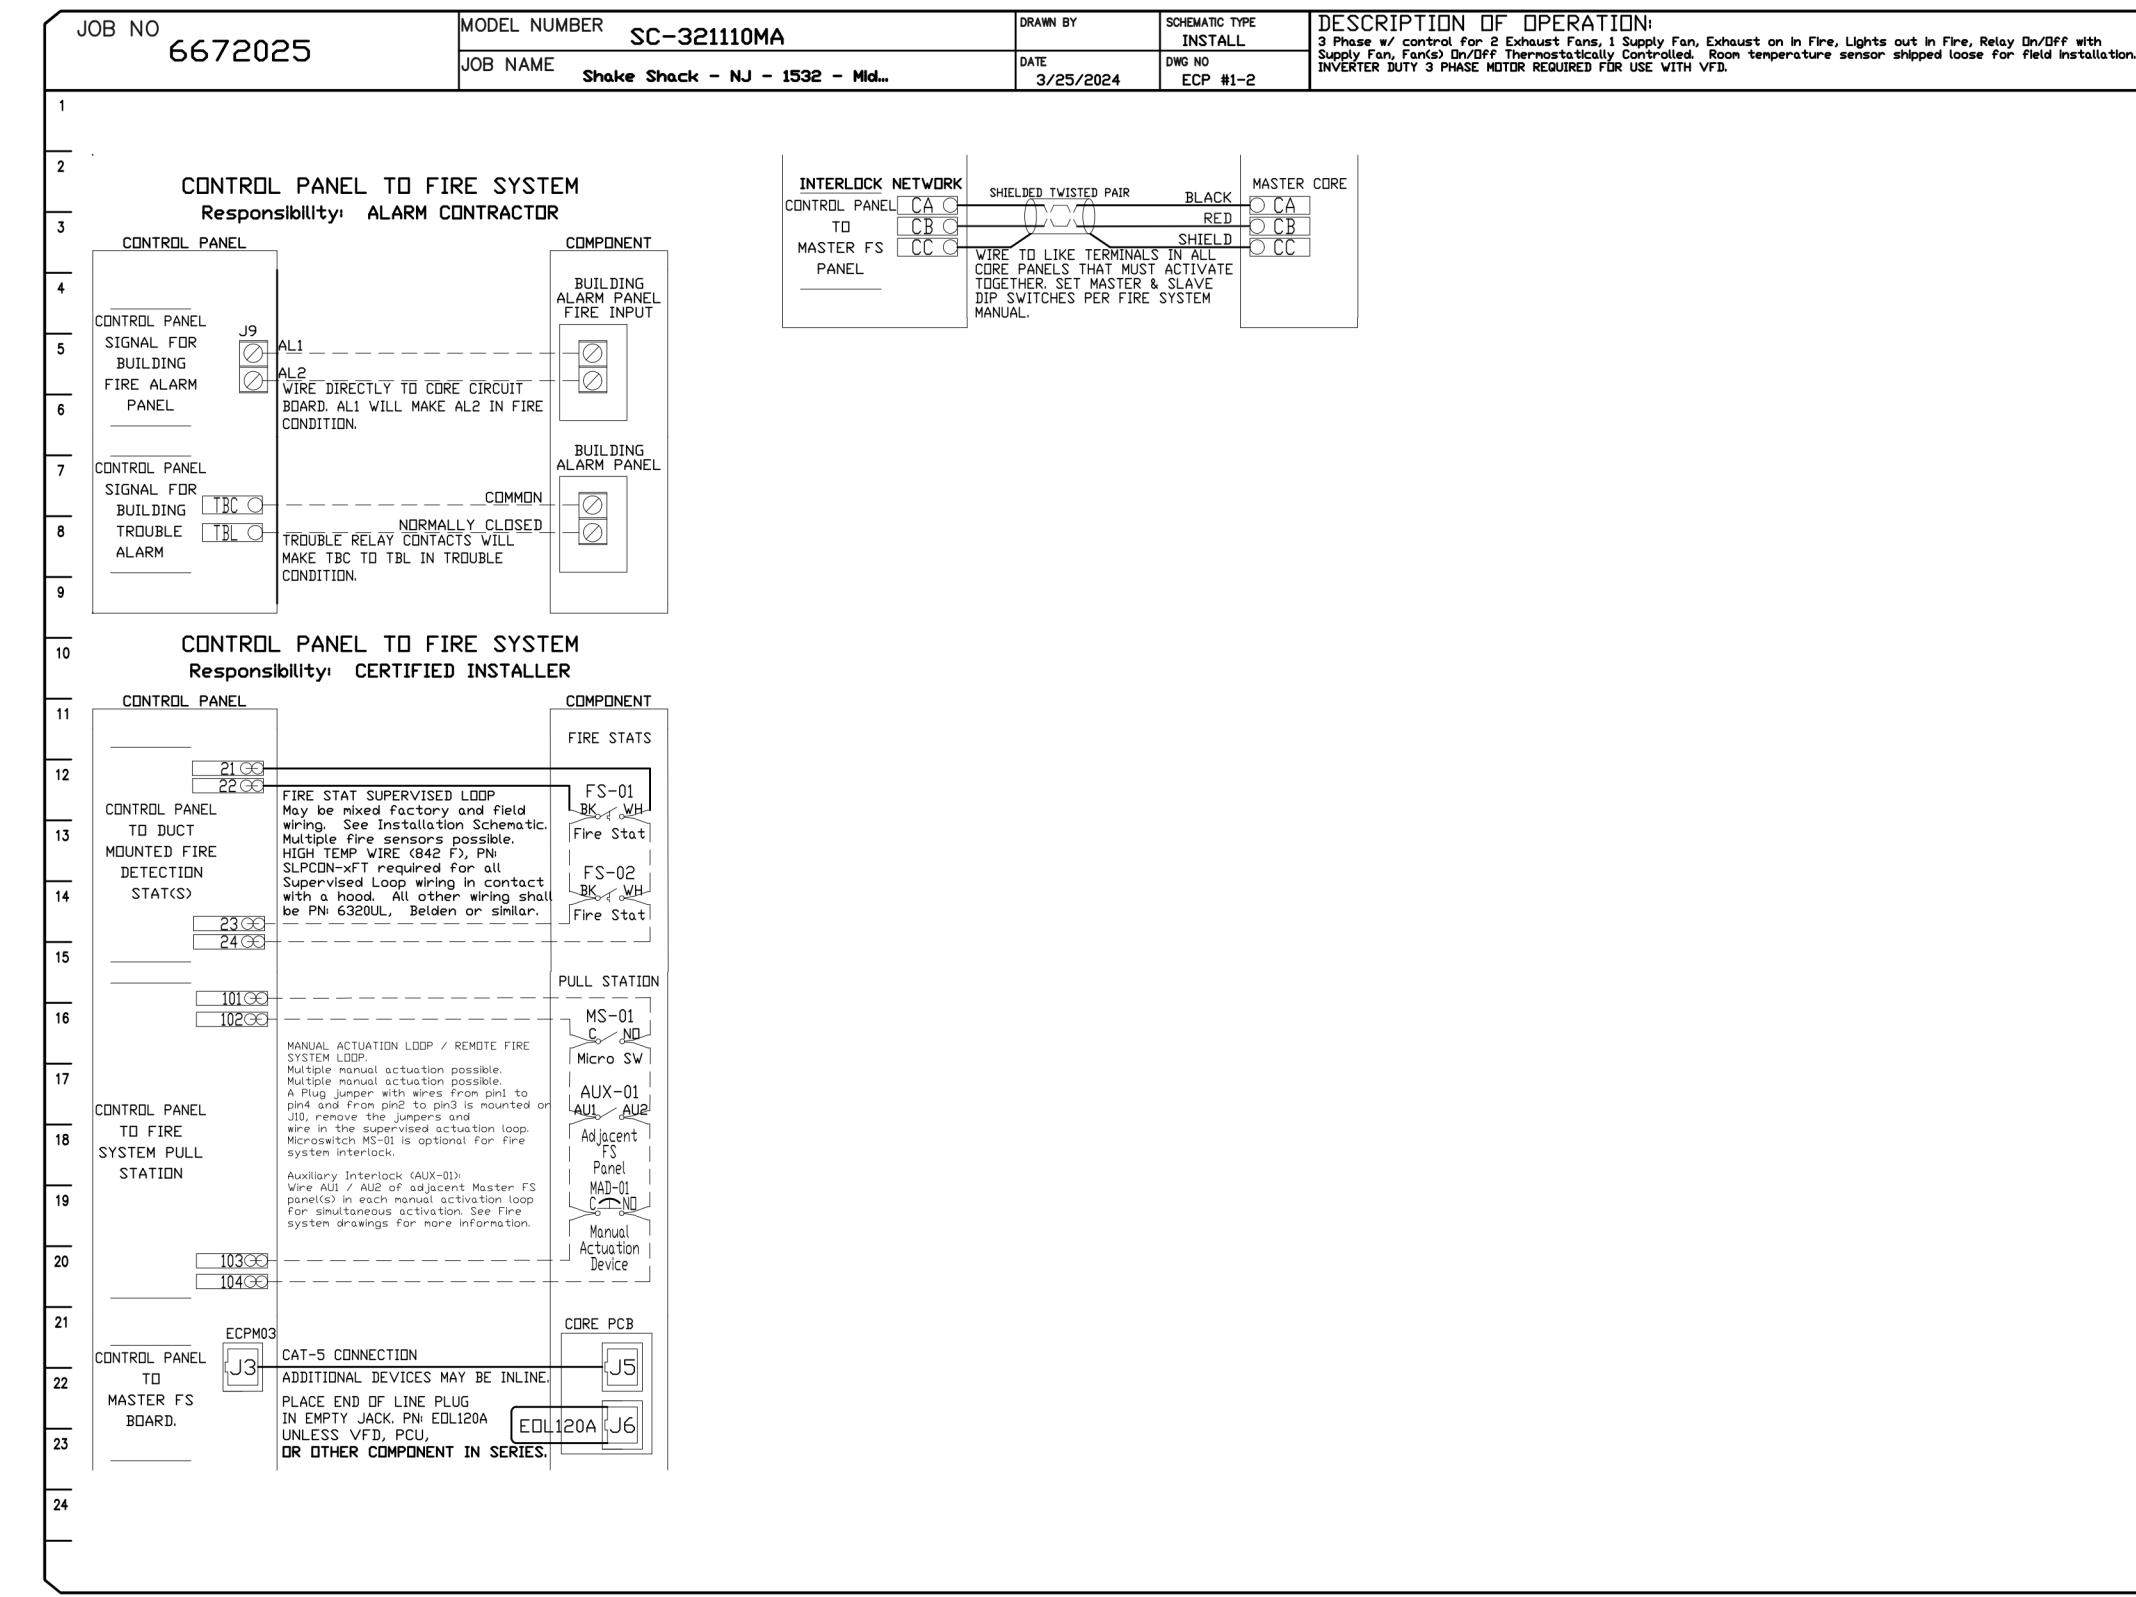 JOB NO
6672025
MODEL NUMBER
SC-321110MA
JOB NAME
Shake Shack - NJ - 1532 - Mid...
DRAWN BY
DATE
3/25/2024
SCHEMATIC TYPE
INSTALL
DWG NO
ECP #1-2
DESCRIPTION OF OPERATION:
3 Phase w/ control for 2 Exhaust Fans, 1 Supply Fan, Exhaust on in Fire, Lights out in Fire, Relay On/Off with
Supply Fan, Fan(s) On/Off Thermostatically Controlled. Room temperature sensor shipped loose for field installation.
INVERTER DUTY 3 PHASE MOTOR REQUIRED FOR USE WITH VFD.
1
2
3
4
5
6
7
8
9
10
11
12
13
14
15
16
17
18
19
20
21
22
23
24
CONTROL PANEL TO FIRE SYSTEM
Responsibility: ALARM CONTRACTOR
CONTROL PANEL
COMPONENT
CONTROL PANEL
SIGNAL FOR
BUILDING
FIRE ALARM
PANEL
J9
AL1
AL2
WIRE DIRECTLY TO CORE CIRCUIT
BOARD. AL1 WILL MAKE AL2 IN FIRE
CONDITION.
BUILDING
ALARM PANEL
FIRE INPUT
CONTROL PANEL
SIGNAL FOR
BUILDING
TROUBLE
ALARM
TBC
TBL
COMMON
NORMALLY CLOSED
TROUBLE RELAY CONTACTS WILL
MAKE TBC TO TBL IN TROUBLE
CONDITION.
BUILDING
ALARM PANEL
INTERLOCK NETWORK
CONTROL PANEL
TO
MASTER FS
PANEL
CA
CB
CC
SHIELDED TWISTED PAIR
BLACK
RED
SHIELD
WIRE TO LIKE TERMINALS IN ALL
CORE PANELS THAT MUST ACTIVATE
TOGETHER. SET MASTER & SLAVE
DIP SWITCHES PER FIRE SYSTEM
MANUAL.
MASTER CORE
CA
CB
CC
CONTROL PANEL TO FIRE SYSTEM
Responsibility: CERTIFIED INSTALLER
CONTROL PANEL
COMPONENT
CONTROL PANEL
TO DUCT
MOUNTED FIRE
DETECTION
STAT(S)
21
22
23
24
FIRE STAT SUPERVISED LOOP
May be mixed factory and field
wiring. See Installation Schematic.
Multiple fire sensors possible.
HIGH TEMP WIRE (842 F), PN:
SLPCON-xFT required for all
Supervised Loop wiring in contact
with a hood. All other wiring shall
be PN: 6320UL, Belden or similar.
FIRE STATS
FS-01
BK WH
Fire Stat
FS-02
BK WH
Fire Stat
CONTROL PANEL
TO FIRE
SYSTEM PULL
STATION
101
102
103
104
MANUAL ACTUATION LOOP / REMOTE FIRE
SYSTEM LOOP.
Multiple manual actuation possible.
Multiple manual actuation possible.
A Plug jumper with wires from pin1 to
pin4 and from pin2 to pin3 is mounted on
J10, remove the jumpers and
wire in the supervised actuation loop.
Microswitch MS-01 is optional for fire
system interlock.
Auxiliary Interlock (AUX-01):
Wire AU1 / AU2 of adjacent Master FS
panel(s) in each manual activation loop
for simultaneous activation. See Fire
system drawings for more information.
PULL STATION
MS-01
C NO
Micro SW
AUX-01
AU1 AU2
Adjacent
FS
Panel
MAD-01
C NO
Manual
Actuation
Device
CONTROL PANEL
TO
MASTER FS
BOARD.
ECPM03
J3
CAT-5 CONNECTION
ADDITIONAL DEVICES MAY BE INLINE.
PLACE END OF LINE PLUG
IN EMPTY JACK. PN: EOL120A
UNLESS VFD, PCU,
OR OTHER COMPONENT IN SERIES.
CORE PCB
J5
EOL120A
J6